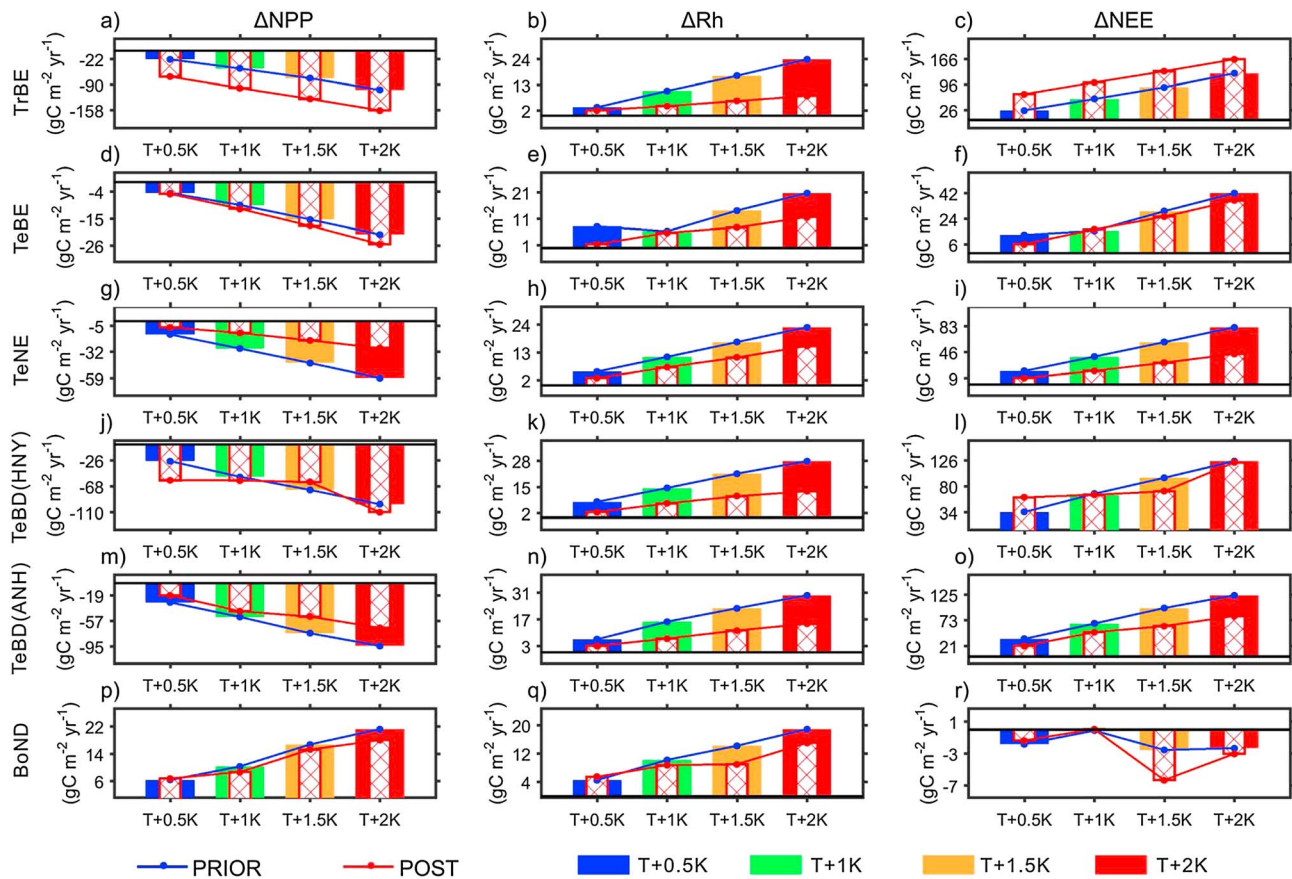 a) ΔNPP b) ΔRh c) ΔNEE
TrBE
(gC m-2 yr-1) -22 -90 -158
(gC m-2 yr-1) 24 13 2
(gC m-2 yr-1) 166 96 26
T+0.5K T+1K T+1.5K T+2K T+0.5K T+1K T+1.5K T+2K T+0.5K T+1K T+1.5K T+2K
d) e) f)
TeBE
(gC m-2 yr-1) -4 -15 -26
(gC m-2 yr-1) 21 11 1
(gC m-2 yr-1) 42 24 6
T+0.5K T+1K T+1.5K T+2K T+0.5K T+1K T+1.5K T+2K T+0.5K T+1K T+1.5K T+2K
g) h) i)
TeNE
(gC m-2 yr-1) -5 -32 -59
(gC m-2 yr-1) 24 13 2
(gC m-2 yr-1) 83 46 9
T+0.5K T+1K T+1.5K T+2K T+0.5K T+1K T+1.5K T+2K T+0.5K T+1K T+1.5K T+2K
j) k) l)
TeBD(HNY)
(gC m-2 yr-1) -26 -68 -110
(gC m-2 yr-1) 28 15 2
(gC m-2 yr-1) 126 80 34
T+0.5K T+1K T+1.5K T+2K T+0.5K T+1K T+1.5K T+2K T+0.5K T+1K T+1.5K T+2K
m) n) o)
TeBD(ANH)
(gC m-2 yr-1) -19 -57 -95
(gC m-2 yr-1) 31 17 3
(gC m-2 yr-1) 125 73 21
T+0.5K T+1K T+1.5K T+2K T+0.5K T+1K T+1.5K T+2K T+0.5K T+1K T+1.5K T+2K
p) q) r)
BoND
(gC m-2 yr-1) 22 14 6
(gC m-2 yr-1) 20 12 4
(gC m-2 yr-1) 1 -3 -7
T+0.5K T+1K T+1.5K T+2K T+0.5K T+1K T+1.5K T+2K T+0.5K T+1K T+1.5K T+2K
PRIOR POST T+0.5K T+1K T+1.5K T+2K